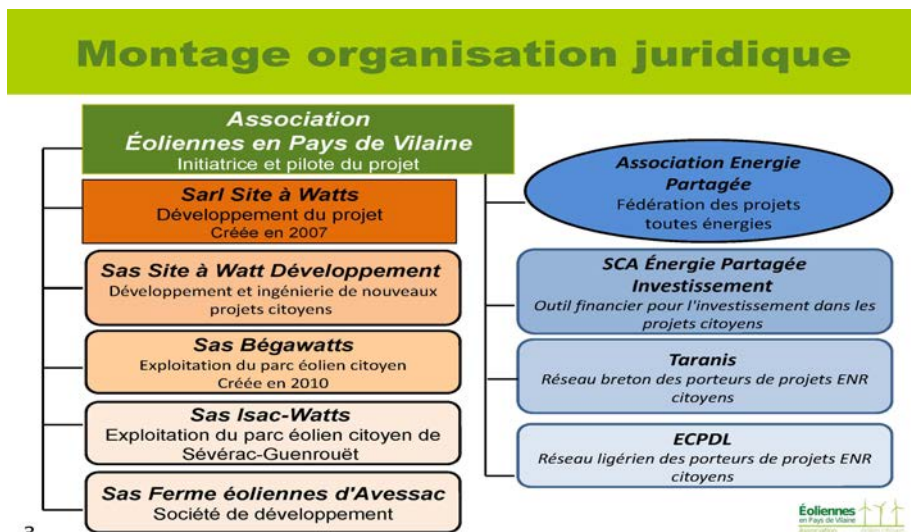 Montage organisation juridique
Association
Éoliennes en Pays de Vilaine
Initiatrice et pilote du projet
Sarl Site à Watts
Développement du projet
Créée en 2007
Sas Site à Watt Développement
Développement et ingénierie de nouveaux
projets citoyens
Sas Bégawatts
Exploitation du parc éolien citoyen
Créée en 2010
Sas Isac-Watts
Exploitation du parc éolien citoyen de
Sévérac-Guenrouët
Sas Ferme éoliennes d'Avessac
Société de développement
Association Energie
Partagée
Fédération des projets
toutes énergies
SCA Énergie Partagée
Investissement
Outil financier pour l'investissement dans les
projets citoyens
Taranis
Réseau breton des porteurs de projets ENR
citoyens
ECPDL
Réseau ligérien des porteurs de projets ENR
citoyens
Éoliennes
en Pays de Vilaine